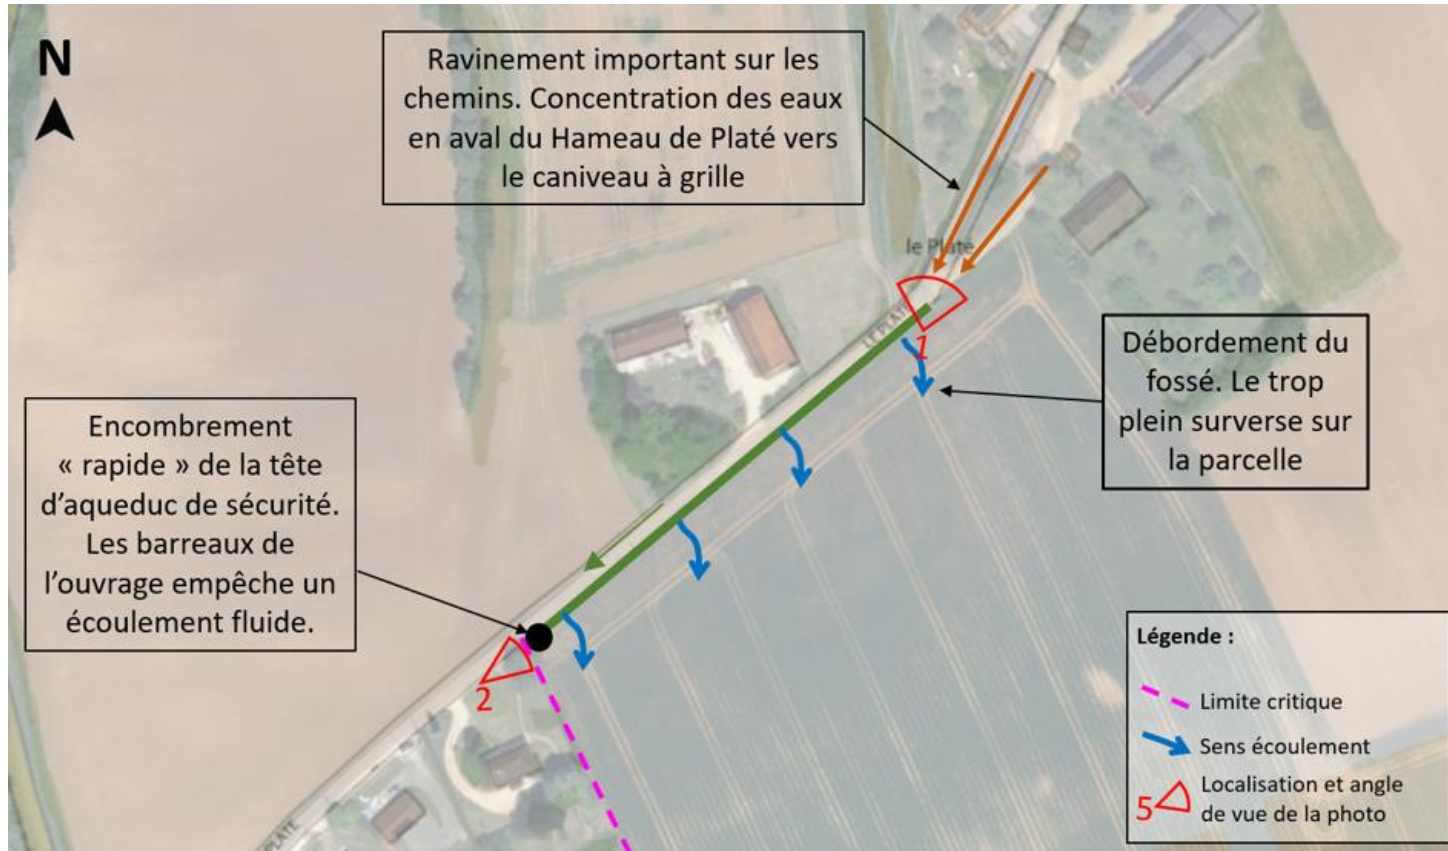 N
Ravinement important sur les
chemins. Concentration des eaux
en aval du Hameau de Platé vers
le caniveau à grille
le Platé
LE PLATE
1
Débordement du
fossé. Le trop
plein surverse sur
la parcelle
Encombrement
« rapide » de la tête
d'aqueduc de sécurité.
Les barreaux de
l'ouvrage empêche un
écoulement fluide.
2
PLATE
Légende :
Limite critique
Sens écoulement
5
Localisation et angle
de vue de la photo